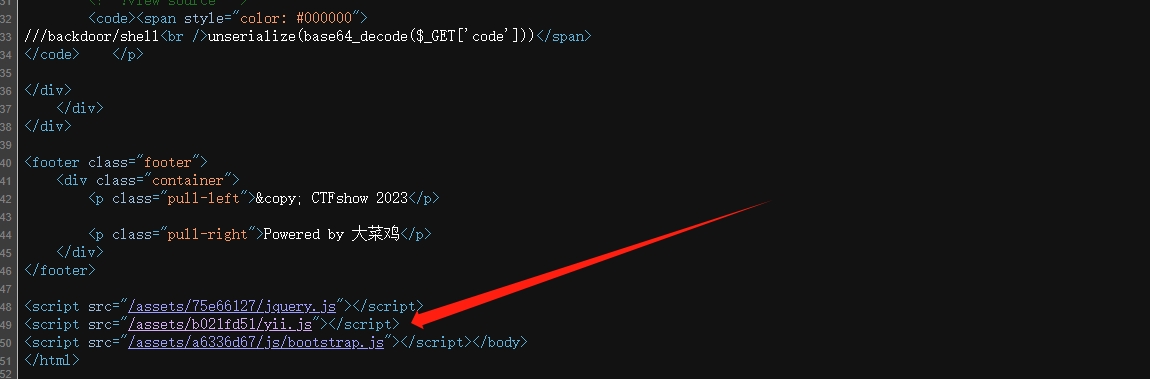 31 <!-- ?view source -->
32 <code><span style="color: #000000">
33 ///backdoor/shell<br />unserialize(base64_decode($_GET['code']))</span>
34 </code>    </p>
35
36 </div>
37     </div>
38 </div>
39
40 <footer class="footer">
41     <div class="container">
42         <p class="pull-left">&copy; CTFshow 2023</p>
43
44         <p class="pull-right">Powered by 大菜鸡</p>
45     </div>
46 </footer>
47
48 <script src="/assets/75e66127/jquery.js"></script>
49 <script src="/assets/b021fd51/yii.js"></script>
50 <script src="/assets/a6336d67/js/bootstrap.js"></script></body>
51 </html>
52